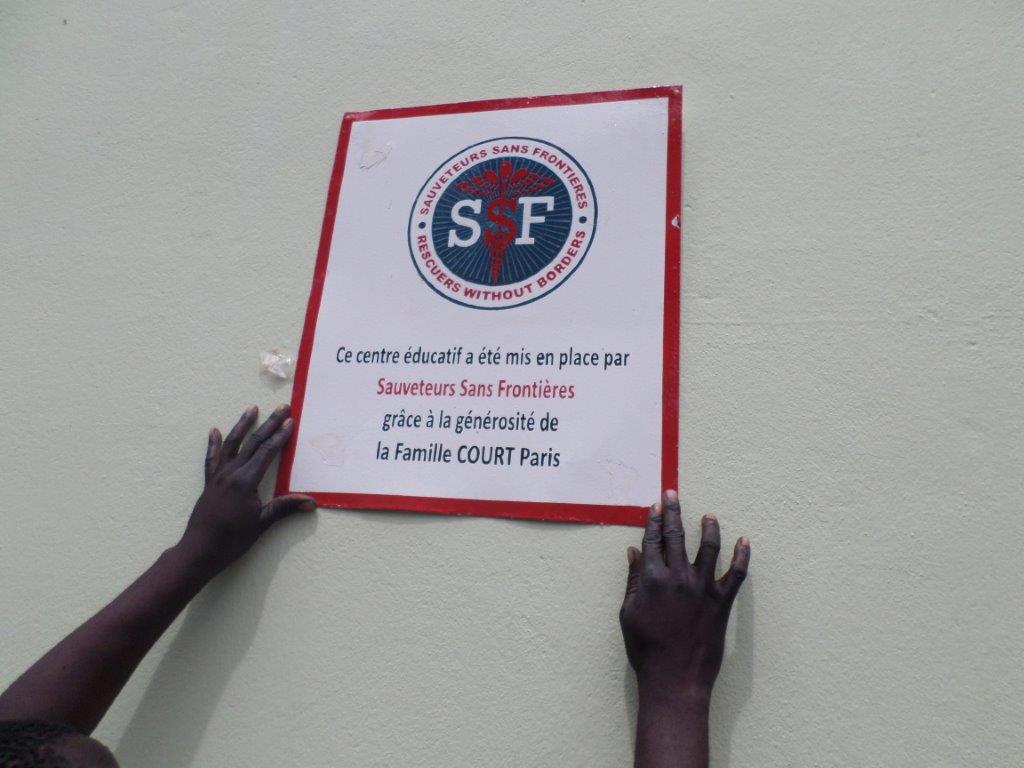 SAUVETEURS SANS FRONTIERES
SSF
RESCUERS WITHOUT BORDERS
Ce centre éducatif a été mis en place par
Sauveteurs Sans Frontières
grâce à la générosité de
la Famille COURT Paris